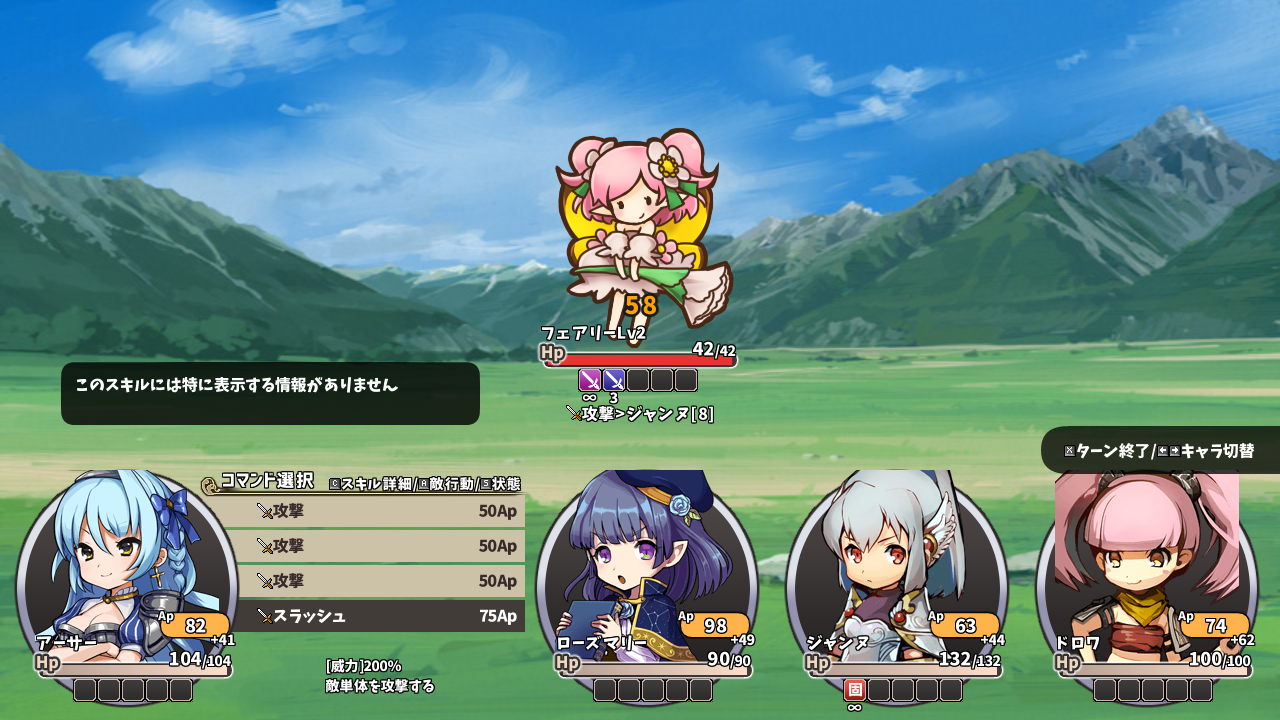 58
フェアリーLv2
Hp 42/42
∞ 3
攻撃>ジャンヌ[8]
このスキルには特に表示する情報がありません
Xターン終了/←→キャラ切替
コマンド選択 Cスキル詳細/A敵行動/S状態
攻撃 50Ap
攻撃 50Ap
攻撃 50Ap
スラッシュ 75Ap
[威力]200%
敵単体を攻撃する
Ap 82
アーサー +41
Hp 104/104
Ap 98
ローズマリー +49
Hp 90/90
Ap 63
ジャンヌ +44
Hp 132/132
固
∞
Ap 74
ドロワ +62
Hp 100/100